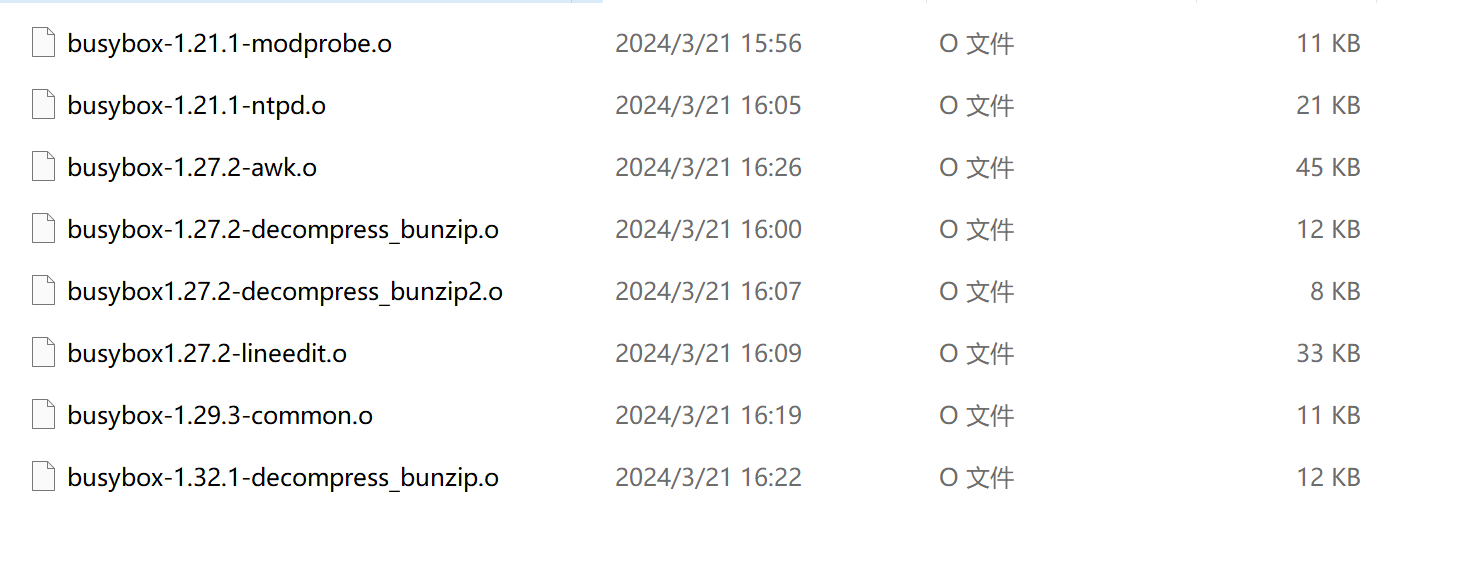 busybox-1.21.1-modprobe.o 2024/3/21 15:56 O 文件 11 KB
busybox-1.21.1-ntpd.o 2024/3/21 16:05 O 文件 21 KB
busybox-1.27.2-awk.o 2024/3/21 16:26 O 文件 45 KB
busybox-1.27.2-decompress_bunzip.o 2024/3/21 16:00 O 文件 12 KB
busybox1.27.2-decompress_bunzip2.o 2024/3/21 16:07 O 文件 8 KB
busybox1.27.2-lineedit.o 2024/3/21 16:09 O 文件 33 KB
busybox-1.29.3-common.o 2024/3/21 16:19 O 文件 11 KB
busybox-1.32.1-decompress_bunzip.o 2024/3/21 16:22 O 文件 12 KB